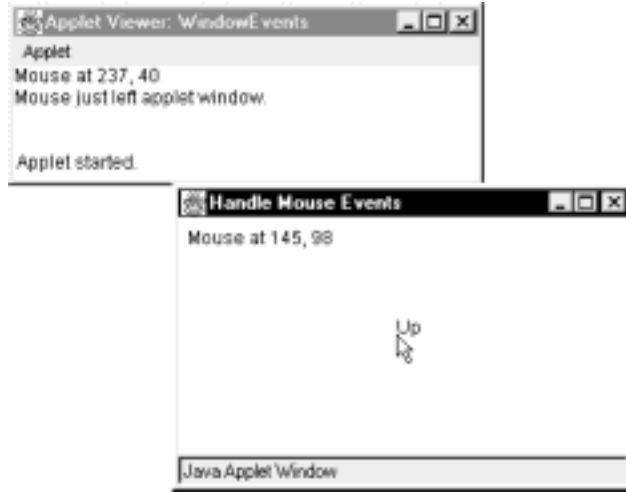 Applet Viewer: WindowEvents
Applet
Mouse at 237, 40
Mouse just left applet window.
Applet started.
Handle Mouse Events
Mouse at 145, 98
Up
Java Applet Window